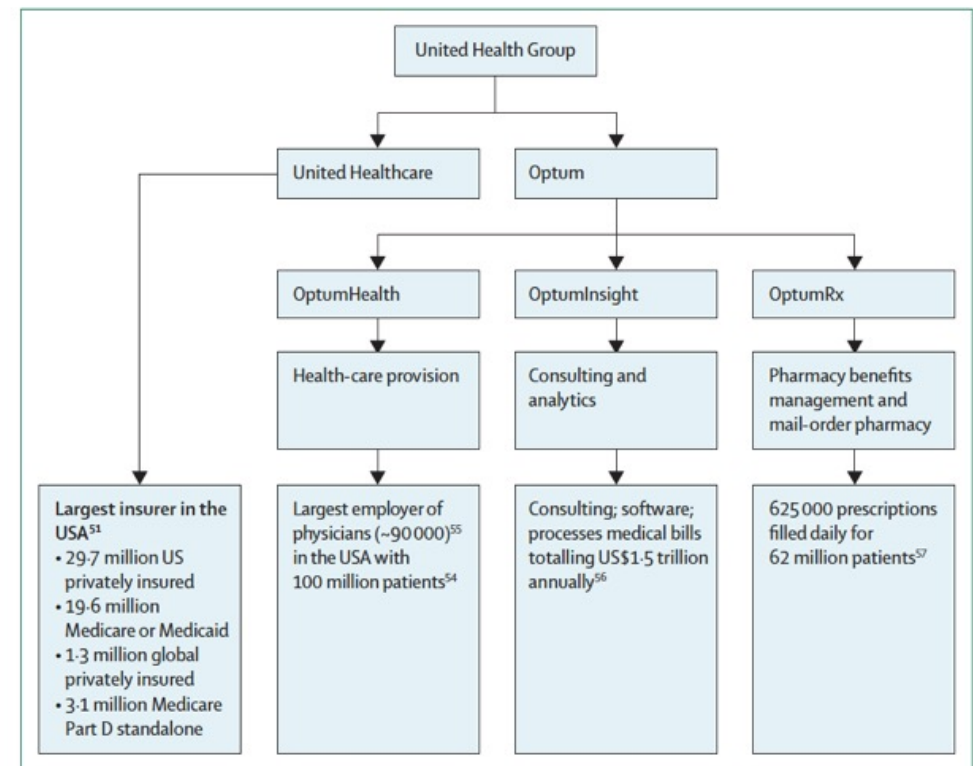 United Health Group
United Healthcare
Optum
OptumHealth
OptumInsight
OptumRx
Health-care provision
Consulting and
analytics
Pharmacy benefits
management and
mail-order pharmacy
Largest insurer in the
USA⁵¹
• 29·7 million US
privately insured
• 19·6 million
Medicare or Medicaid
• 1·3 million global
privately insured
• 3·1 million Medicare
Part D standalone
Largest employer of
physicians (~90 000)⁵⁵
in the USA with
100 million patients⁵⁴
Consulting; software;
processes medical bills
totalling US$1·5 trillion
annually⁵⁶
625 000 prescriptions
filled daily for
62 million patients⁵⁷